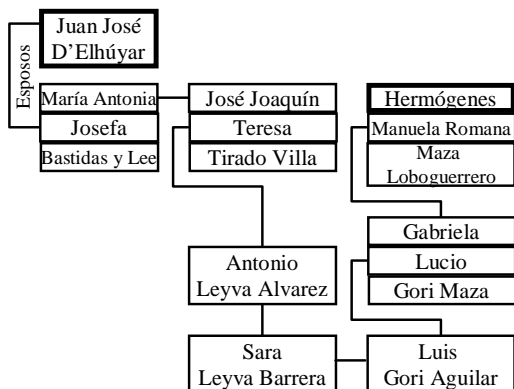 Juan José
D'Elhúyar
Esposos
María Antonia
Josefa
Bastidas y Lee
José Joaquín
Teresa
Tirado Villa
Hermógenes
Manuela Romana
Maza
Loboguerrero
Gabriela
Lucio
Gori Maza
Antonio
Leyva Alvarez
Sara
Leyva Barrera
Luis
Gori Aguilar